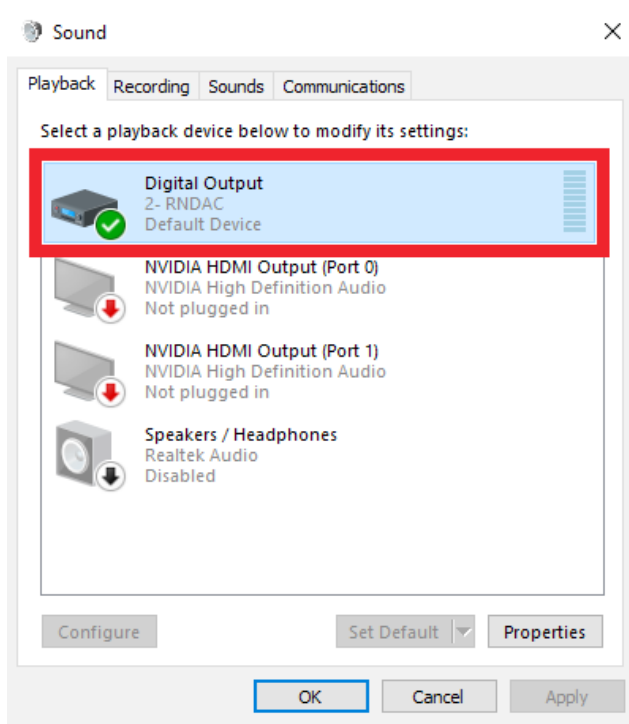 Sound
Playback Recording Sounds Communications
Select a playback device below to modify its settings:
Digital Output
2- RNDAC
Default Device
NVIDIA HDMI Output (Port 0)
NVIDIA High Definition Audio
Not plugged in
NVIDIA HDMI Output (Port 1)
NVIDIA High Definition Audio
Not plugged in
Speakers / Headphones
Realtek Audio
Disabled
Configure Set Default Properties
OK Cancel Apply